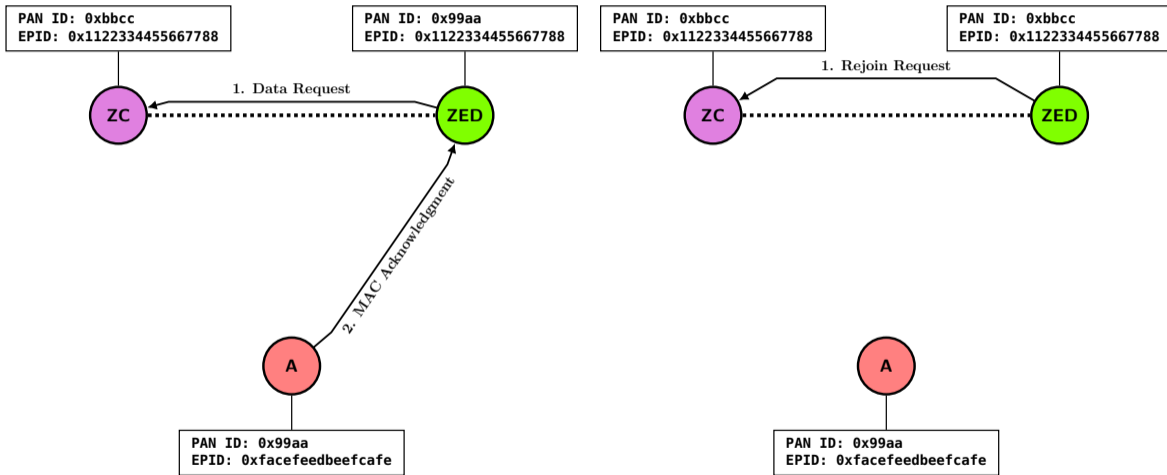 PAN ID: 0xbbcc
EPID: 0x1122334455667788
PAN ID: 0x99aa
EPID: 0x1122334455667788
1. Data Request
ZC
ZED
2. MAC Acknowledgment
A
PAN ID: 0x99aa
EPID: 0xfacefeedbeefcafe
PAN ID: 0xbbcc
EPID: 0x1122334455667788
PAN ID: 0xbbcc
EPID: 0x1122334455667788
1. Rejoin Request
ZC
ZED
A
PAN ID: 0x99aa
EPID: 0xfacefeedbeefcafe